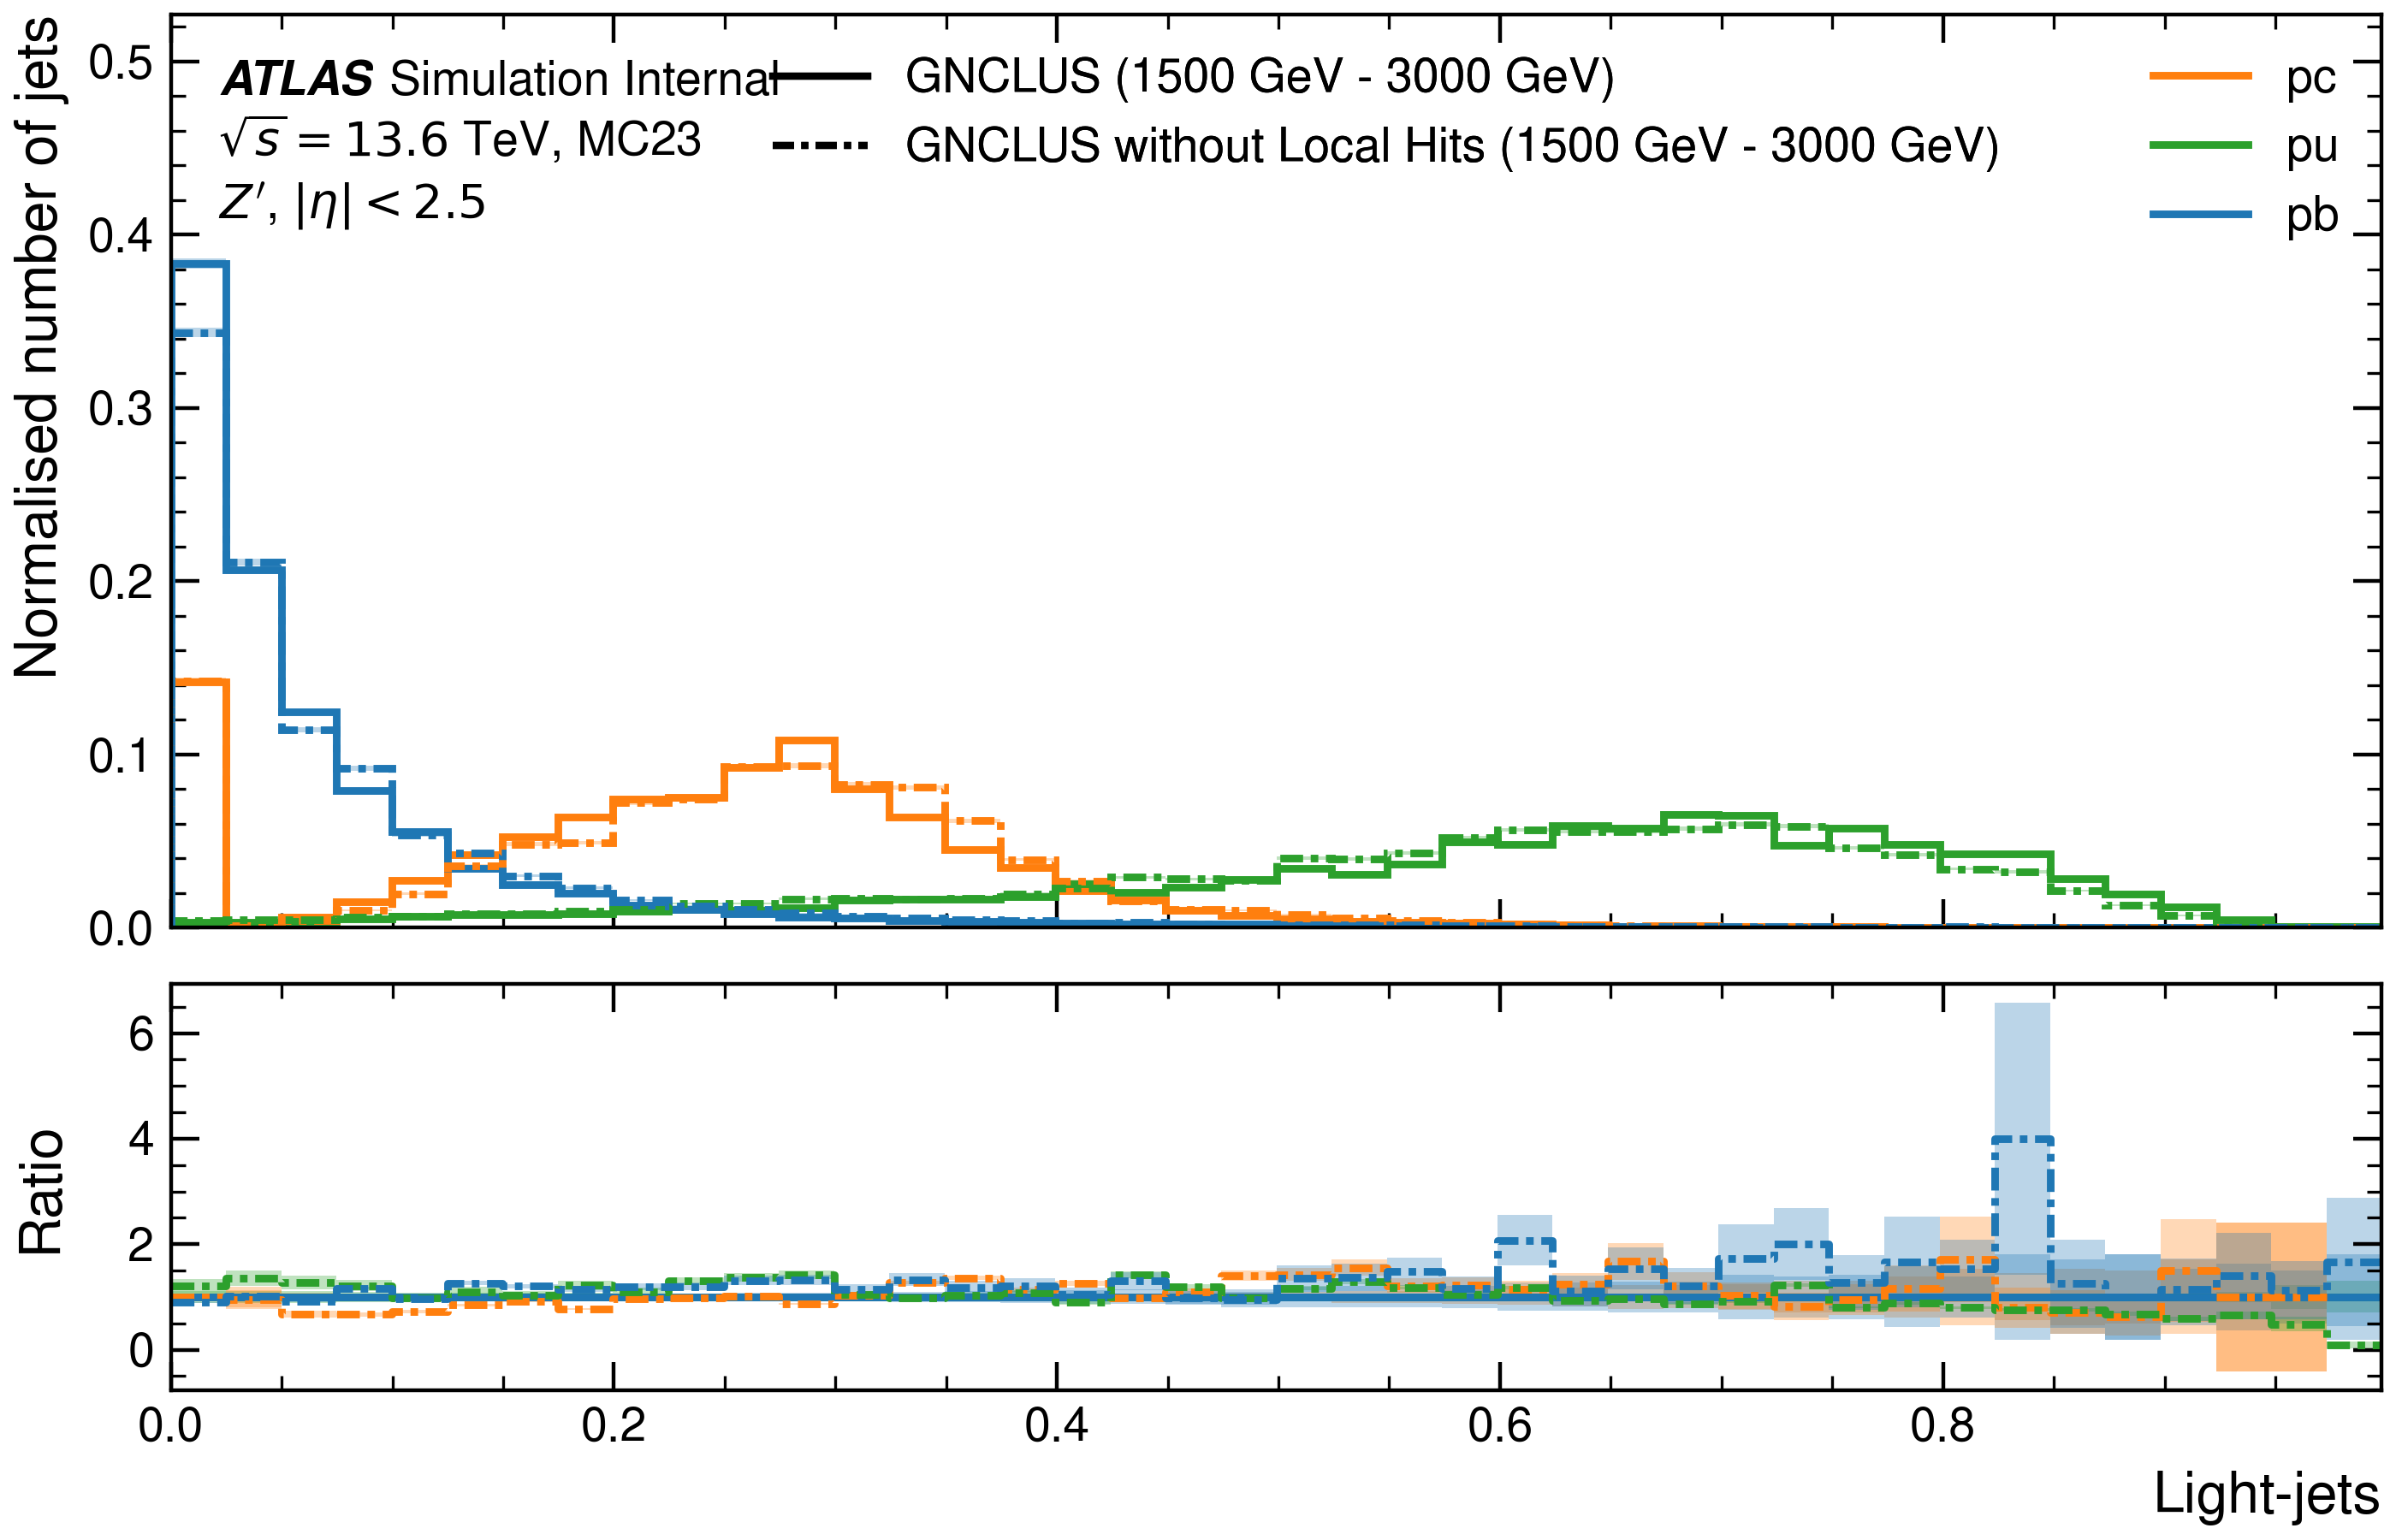 Normalised number of jets
0.5
0.4
0.3
0.2
0.1
0.0
ATLAS Simulation Internal
√s = 13.6 TeV, MC23
Z′, |η| < 2.5
GNCLUS (1500 GeV - 3000 GeV)
GNCLUS without Local Hits (1500 GeV - 3000 GeV)
pc
pu
pb
Ratio
6
4
2
0
0.0 0.2 0.4 0.6 0.8
Light-jets